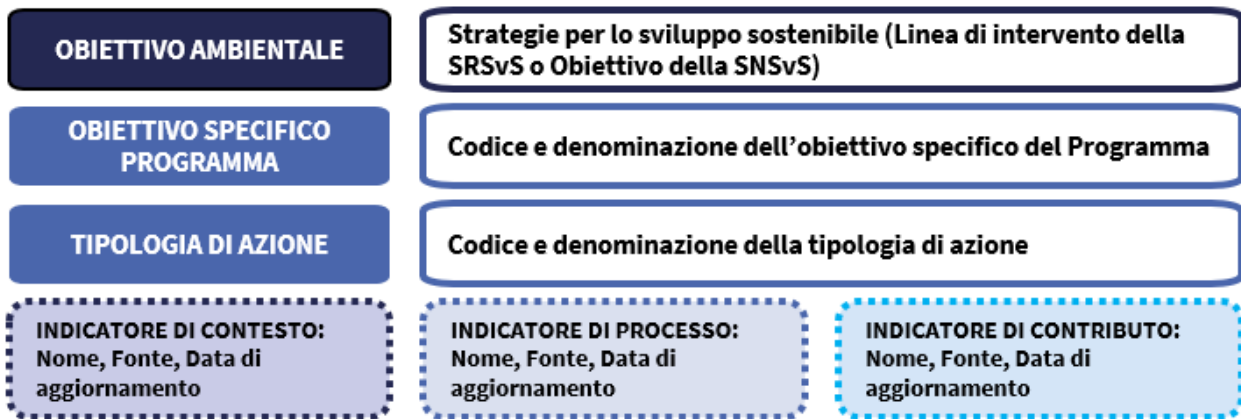 OBIETTIVO AMBIENTALE
Strategie per lo sviluppo sostenibile (Linea di intervento della
SRSvS o Obiettivo della SNSvS)
OBIETTIVO SPECIFICO
PROGRAMMA
Codice e denominazione dell’obiettivo specifico del Programma
TIPOLOGIA DI AZIONE
Codice e denominazione della tipologia di azione
INDICATORE DI CONTESTO:
Nome, Fonte, Data di
aggiornamento
INDICATORE DI PROCESSO:
Nome, Fonte, Data di
aggiornamento
INDICATORE DI CONTRIBUTO:
Nome, Fonte, Data di
aggiornamento